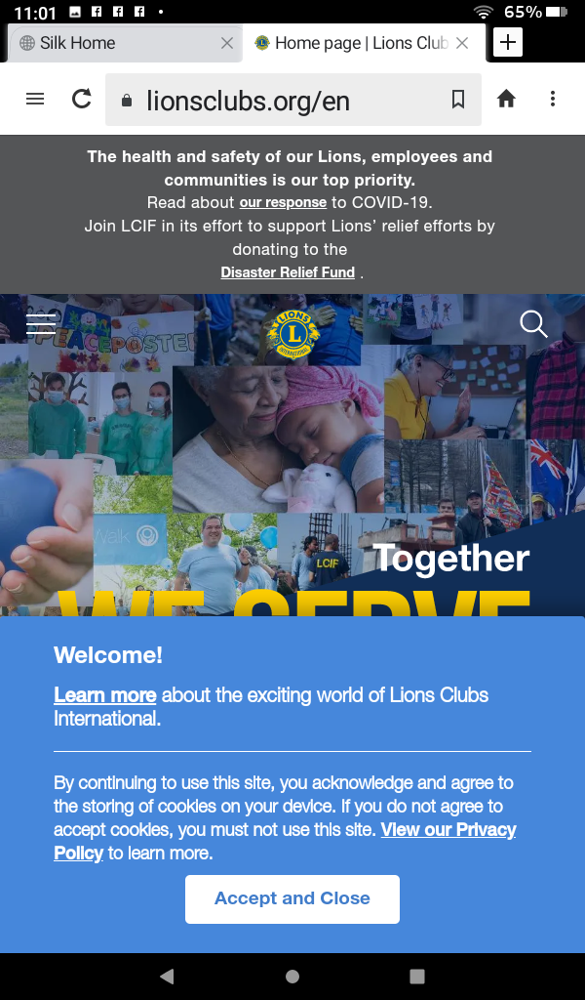 11:01
65%
Silk Home
Home page | Lions Club
lionsclubs.org/en
The health and safety of our Lions, employees and
communities is our top priority.
Read about our response to COVID-19.
Join LCIF in its effort to support Lions' relief efforts by
donating to the
Disaster Relief Fund .
PEACE POSTER
LIONS
L
INTERNATIONAL
Walk
LCIF
Together
WE SERVE
Welcome!
Learn more about the exciting world of Lions Clubs
International.
By continuing to use this site, you acknowledge and agree to
the storing of cookies on your device. If you do not agree to
accept cookies, you must not use this site. View our Privacy
Policy to learn more.
Accept and Close